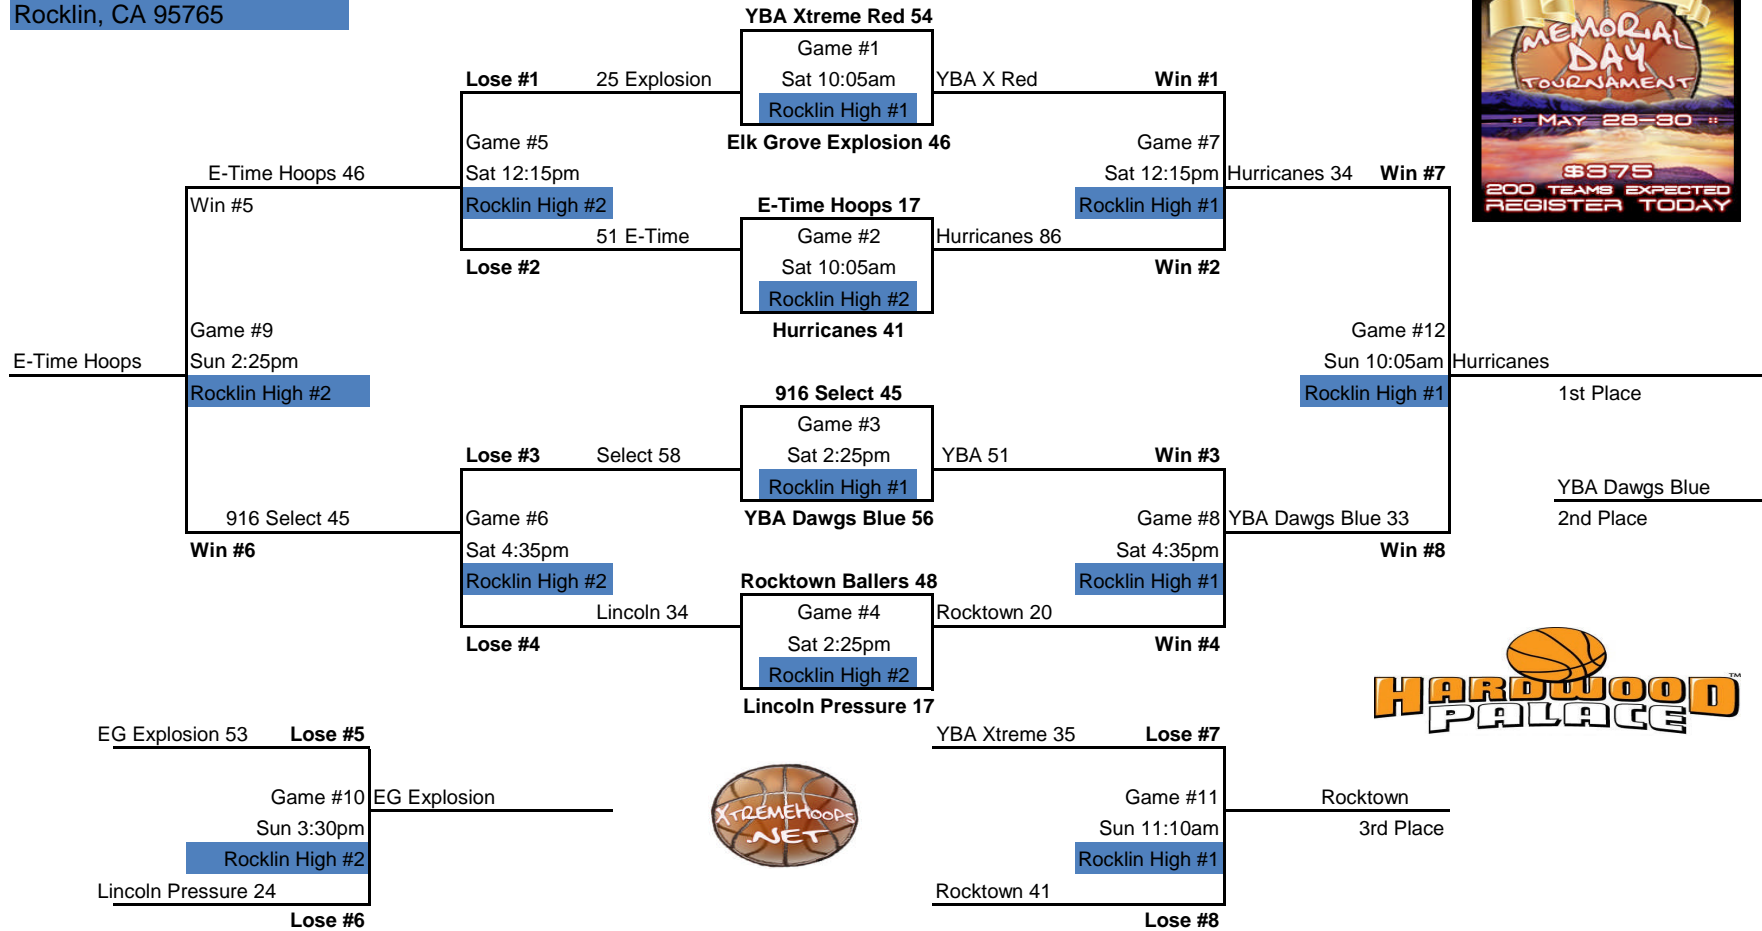 Rocklin, CA 95765
YBA Xtreme Red 54
Game #1
Lose #1
25 Explosion
Sat 10:05am
YBA X Red
Win #1
Rocklin High #1
Game #5
Elk Grove Explosion 46
Game #7
E-Time Hoops 46
Sat 12:15pm
Sat 12:15pm
Hurricanes 34
Win #7
Win #5
Rocklin High #2
E-Time Hoops 17
Rocklin High #1
51 E-Time
Game #2
Hurricanes 86
Lose #2
Sat 10:05am
Win #2
Rocklin High #2
Game #9
Hurricanes 41
Game #12
E-Time Hoops
Sun 2:25pm
Sun 10:05am
Hurricanes
Rocklin High #2
916 Select 45
Rocklin High #1
1st Place
Game #3
Lose #3
Select 58
Sat 2:25pm
YBA 51
Win #3
Rocklin High #1
YBA Dawgs Blue
916 Select 45
Game #6
YBA Dawgs Blue 56
Game #8
YBA Dawgs Blue 33
2nd Place
Win #6
Sat 4:35pm
Sat 4:35pm
Win #8
Rocklin High #2
Rocktown Ballers 48
Rocklin High #1
Lincoln 34
Game #4
Rocktown 20
Lose #4
Sat 2:25pm
Win #4
Rocklin High #2
Lincoln Pressure 17
EG Explosion 53
Lose #5
YBA Xtreme 35
Lose #7
Game #10
EG Explosion
Game #11
Rocktown
Sun 3:30pm
Sun 11:10am
3rd Place
Rocklin High #2
Rocklin High #1
Lincoln Pressure 24
Rocktown 41
Lose #6
Lose #8
MEMORIAL
DAY
TOURNAMENT
:: MAY 28-30 ::
$375
200 TEAMS EXPECTED
REGISTER TODAY
HARDWOOD
PALACE
TM
XTREMEHOOPS
.NET